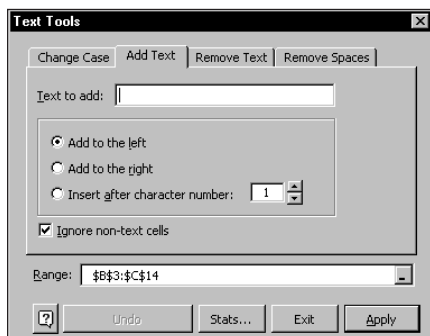 Text Tools
Change Case Add Text Remove Text Remove Spaces
Text to add:
Add to the left
Add to the right
Insert after character number: 1
Ignore non-text cells
Range: $B$3:$C$14
Undo Stats... Exit Apply